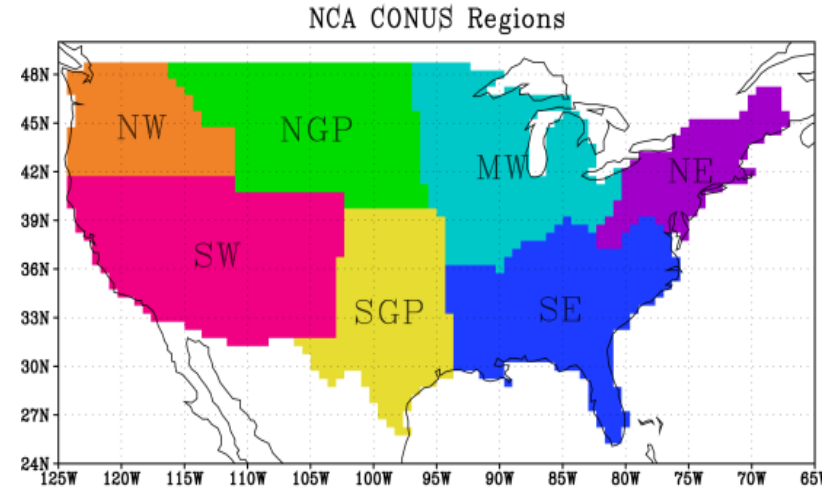 NCA CONUS Regions
48N
45N
42N
39N
36N
33N
30N
27N
24N
NW
NGP
MW
NE
SW
SGP
SE
125W 120W 115W 110W 105W 100W 95W 90W 85W 80W 75W 70W 65W